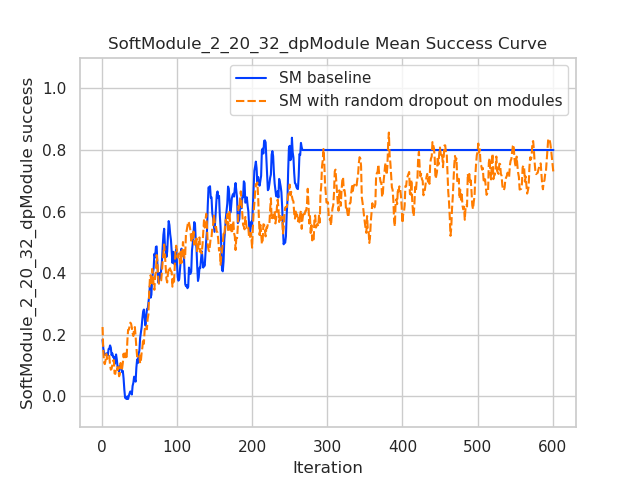 SoftModule_2_20_32_dpModule Mean Success Curve
SM baseline
SM with random dropout on modules
SoftModule_2_20_32_dpModule success
1.0
0.8
0.6
0.4
0.2
0.0
0 100 200 300 400 500 600
Iteration